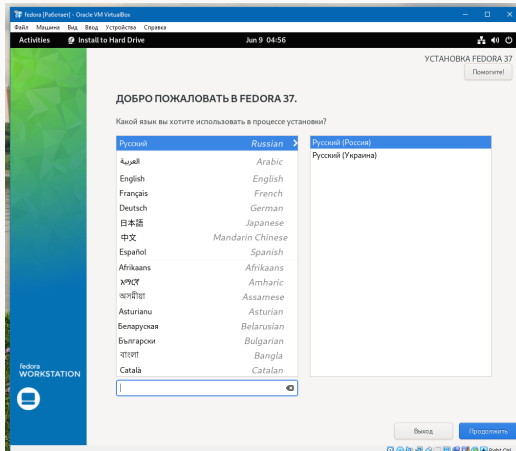 fedora [Работает] - Oracle VM VirtualBox
Файл Машина Вид Ввод Устройства Справка
Activities Install to Hard Drive Jun 9 04:56
УСТАНОВКА FEDORA 37
Помогите!
ДОБРО ПОЖАЛОВАТЬ В FEDORA 37.
Какой язык вы хотите использовать в процессе установки?
Русский Russian Русский (Россия)
العربية Arabic Русский (Украина)
English English
Français French
Deutsch German
日本語 Japanese
中文 Mandarin Chinese
Español Spanish
Afrikaans Afrikaans
አማርኛ Amharic
অসমীয়া Assamese
Asturianu Asturian
Беларуская Belarusian
Български Bulgarian
বাংলা Bangla
Català Catalan
fedora
WORKSTATION
Выход Продолжить
Right Ctrl